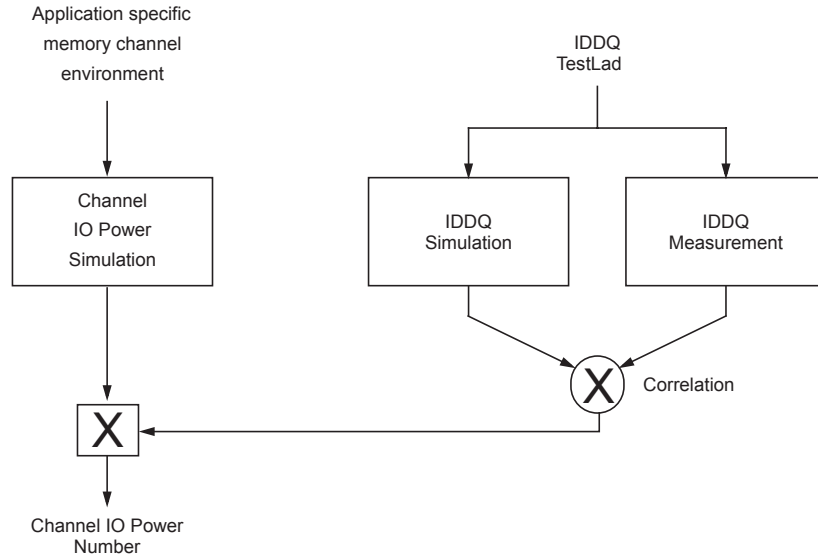 Application specific
memory channel
environment
IDDQ
TestLad
Channel
IO Power
Simulation
IDDQ
Simulation
IDDQ
Measurement
X
Correlation
X
Channel IO Power
Number